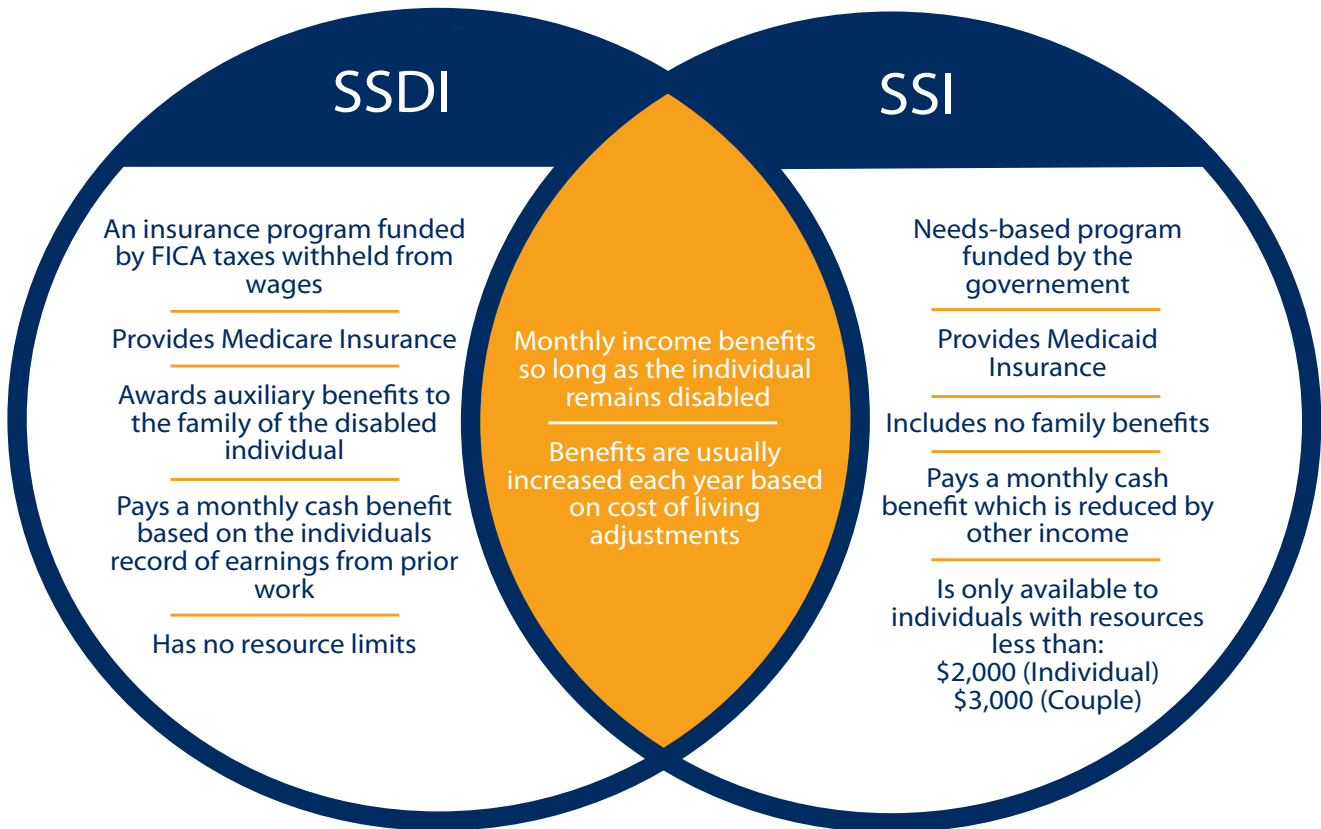 SSDI
An insurance program funded
by FICA taxes withheld from
wages
Provides Medicare Insurance
Awards auxiliary benefits to
the family of the disabled
individual
Pays a monthly cash benefit
based on the individuals
record of earnings from prior
work
Has no resource limits
Monthly income benefits
so long as the individual
remains disabled
Benefits are usually
increased each year based
on cost of living
adjustments
SSI
Needs-based program
funded by the
governement
Provides Medicaid
Insurance
Includes no family benefits
Pays a monthly cash
benefit which is reduced by
other income
Is only available to
individuals with resources
less than:
$2,000 (Individual)
$3,000 (Couple)